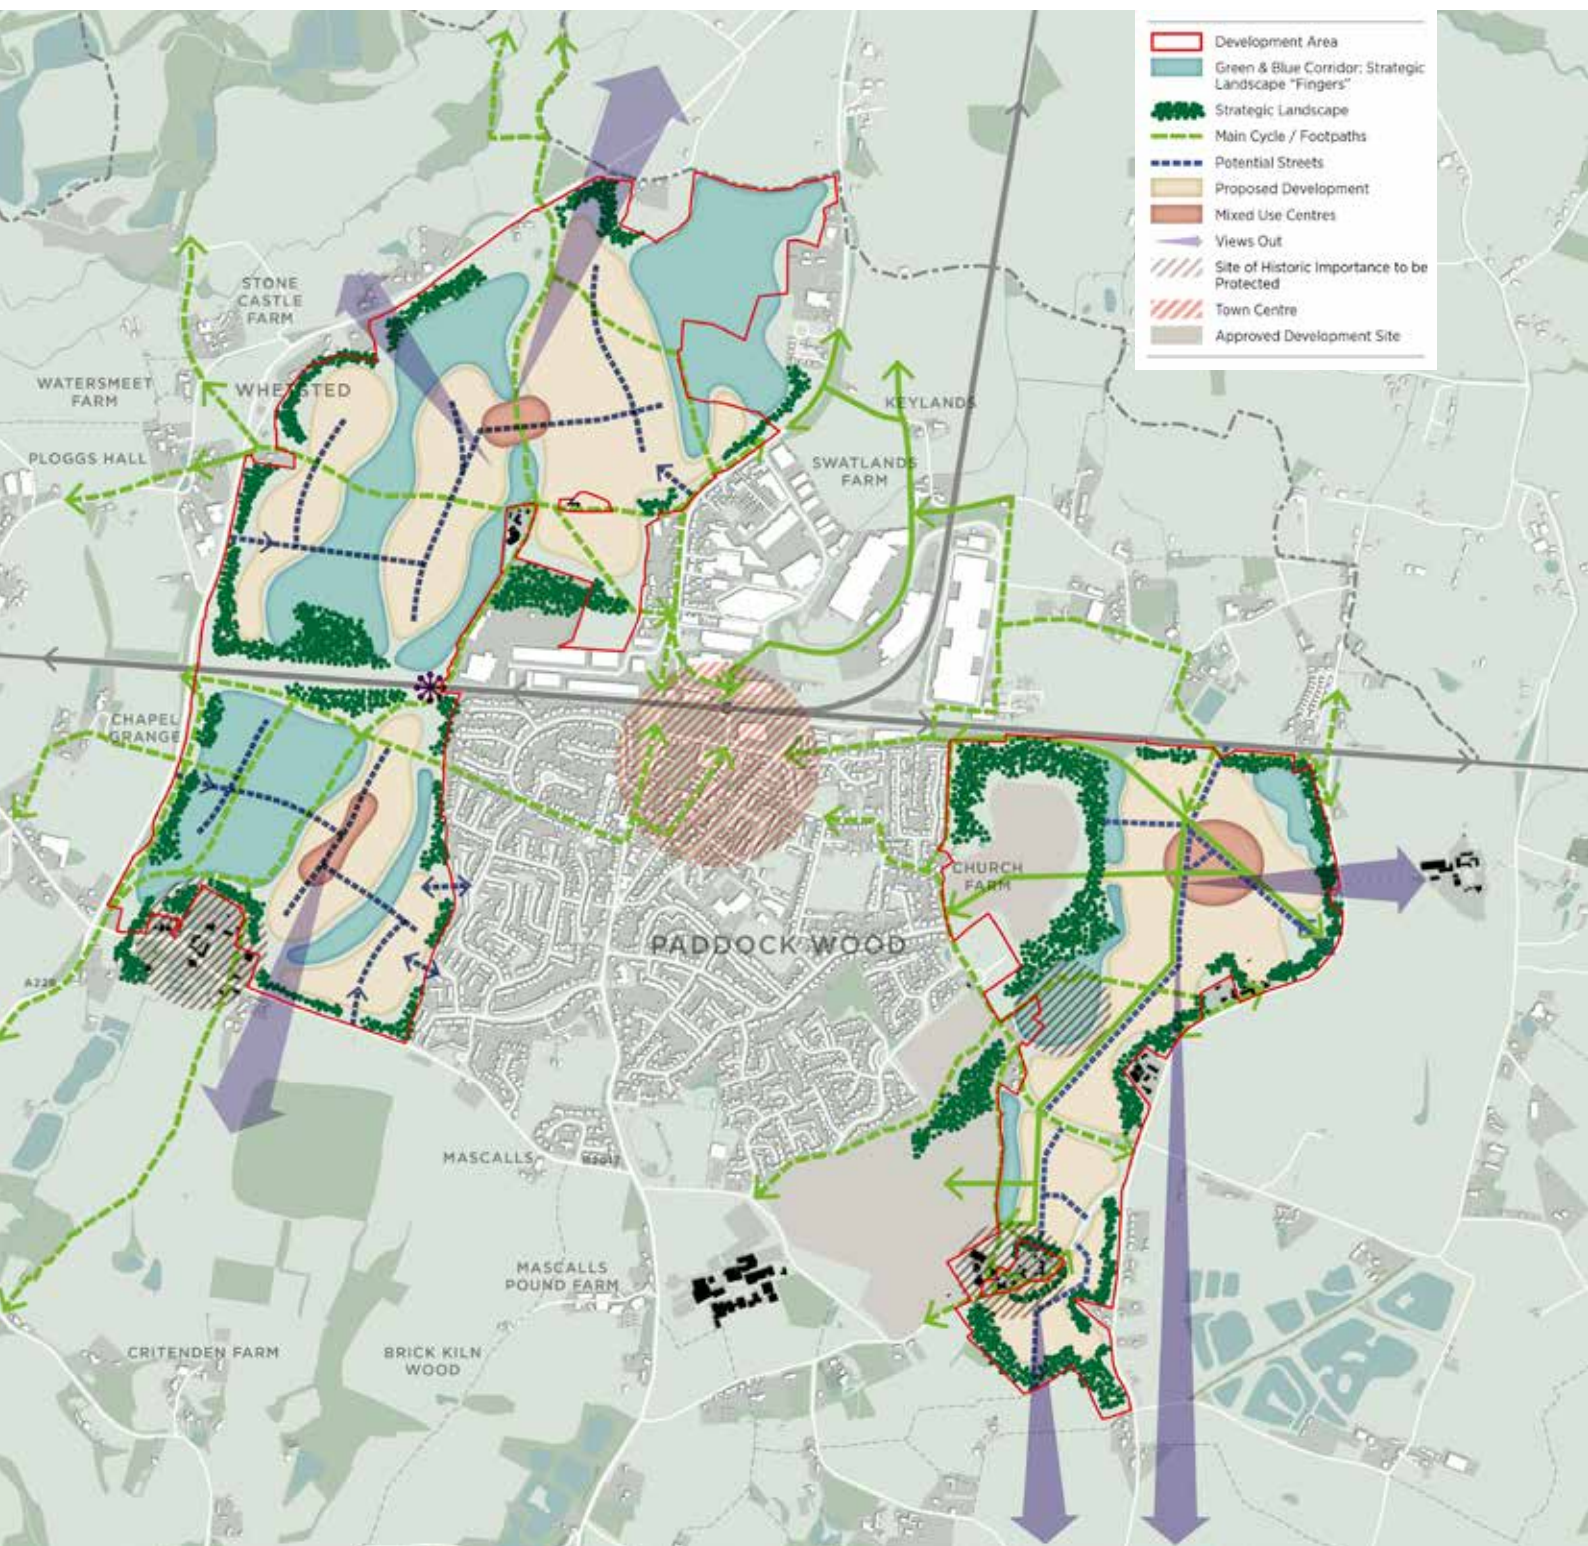 Development Area
Green & Blue Corridor: Strategic
Landscape "Fingers"
Strategic Landscape
Main Cycle / Footpaths
Potential Streets
Proposed Development
Mixed Use Centres
Views Out
Site of Historic Importance to be
Protected
Town Centre
Approved Development Site
STONE
CASTLE
FARM
WATERSMEET
FARM
WHETSTED
PLOGGS HALL
KEYLANDS
SWATLANDS
FARM
CHAPEL
GRANGE
CHURCH
FARM
PADDOCK WOOD
A228
MASCALLS
B2017
MASCALLS
POUND FARM
CRITENDEN FARM
BRICK KILN
WOOD